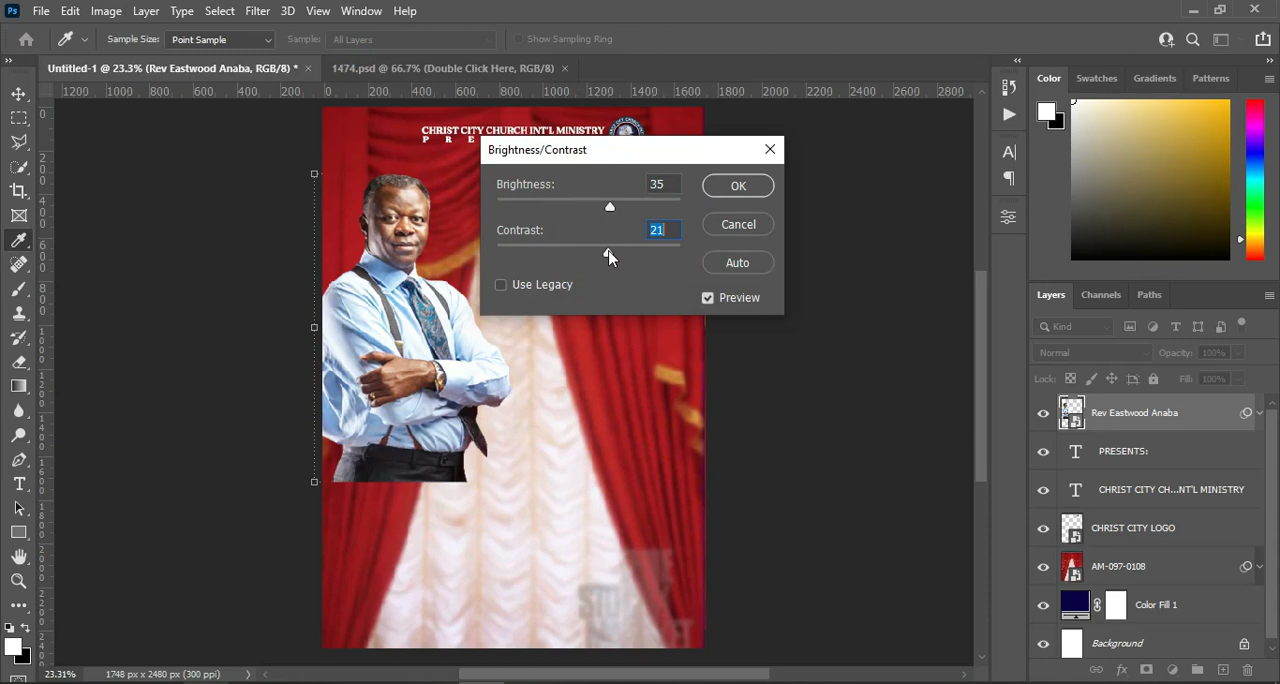 Ps File Edit Image Layer Type Select Filter 3D View Window Help
Sample Size: Point Sample Sample: All Layers Show Sampling Ring
Untitled-1 @ 23.3% (Rev Eastwood Anaba, RGB/8) * × 1474.psd @ 66.7% (Double Click Here, RGB/8) ×
1200 1000 800 600 400 200 0 200 400 600 800 1000 1200 1400 1600 1800 2000 2200 2400 2600 2800
CHRIST CITY CHURCH INT'L MINISTRY
P R E
Brightness/Contrast
Brightness: 35
Contrast: 21
Use Legacy
OK
Cancel
Auto
Preview
Color Swatches Gradients Patterns
Layers Channels Paths
Kind
Normal Opacity: 100%
Lock: Fill: 100%
Rev Eastwood Anaba
PRESENTS:
CHRIST CITY CH...NT'L MINISTRY
CHRIST CITY LOGO
AM-097-0108
Color Fill 1
Background
23.31% 1748 px x 2480 px (300 ppi)